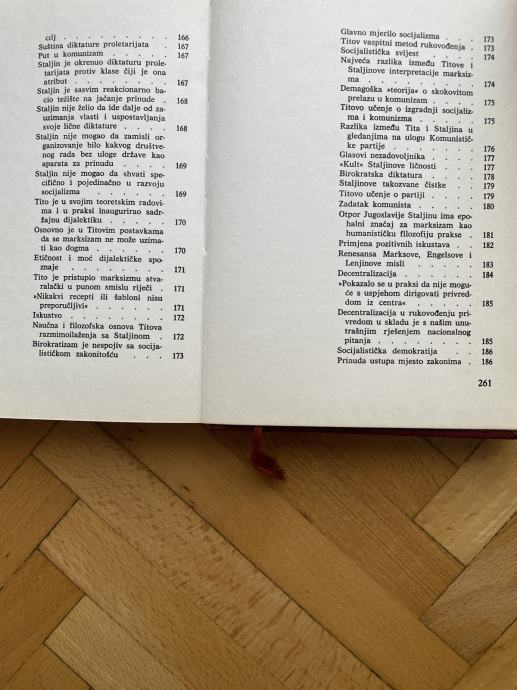 cilj . . . . . . . . 166
Suština diktature proletarijata . 167
Put u komunizam . . . . . 167
Staljin je okrenuo diktaturu prole-
tarijata protiv klase čiji je ona
atribut . . . . . . . 167
Staljin je sasvim reakcionarno ba-
cio težište na jačanje prinude . 168
Staljin nije želio da ide dalje od za-
uzimanja vlasti i uspostavljanja
svoje lične diktature . . . . 168
Staljin nije mogao da zamisli or-
ganizovanje bilo kakvog društve-
nog rada bez uloge države kao
aparata za prinudu . . . . 169
Staljin nije mogao da shvati spe-
cifično i pojedinačno u razvoju
socijalizma . . . . . . 169
Tito je u svojim teoretskim radovi-
ma i u praksi inaugurirao sadr-
žajnu dijalektiku . . . . . 170
Osnovno je u Titovim postavkama
da se marksizam ne može uzima-
ti kao dogma . . . . . 170
Etičnost i moć dijalektičke spo-
znaje . . . . . . . . 171
Tito je pristupio marksizmu stva-
ralački u punom smislu riječi . 171
»Nikakvi recepti ili šabloni nisu
preporučljivi« . . . . . . 171
Iskustvo . . . . . . . . 172
Naučna i filozofska osnova Titova
razmimoilaženja sa Staljinom . 172
Birokratizam je nespojiv sa socija-
lističkom zakonitošću . . . 173
Glavno mjerilo socijalizma . . 173
Titov vaspitni metod rukovođenja . 173
Socijalistička svijest . . . . 174
Najveća razlika između Titove i
Staljinove interpretacije marksiz-
ma . . . . . . . . . 174
Demagoška »teorija« o skokovitom
prelazu u komunizam . . . . 175
Titovo učenje o izgradnji socijaliz-
ma i komunizma . . . . . 175
Razlika između Tita i Staljina u
gledanjima na ulogu Komunistič-
ke partije . . . . . . . 176
Glasovi nezadovoljnika . . . . 177
»Kult« Staljinove ličnosti . . . 177
Birokratska diktatura . . . . 178
Staljinove takozvane čistke . . 179
Titovo učenje o partiji . . . . 179
Zadatak komunista . . . . . 180
Otpor Jugoslavije Staljinu ima epo-
halni značaj za marksizam kao
humanističku filozofiju prakse . 181
Primjena pozitivnih iskustava . . 182
Renesansa Marksove, Engelsove i
Lenjinove misli . . . . . 183
Decentralizacija . . . . . . 184
»Pokazalo se u praksi da nije mogu-
će s uspjehom dirigovati privred-
dom iz centra« . . . . . . 185
Decentralizacija u rukovođenju pri-
vredom u skladu je s našim unu-
trašnjim rješenjem nacionalnog
pitanja . . . . . . . . 185
Socijalistička demokratija . . . 186
Prinuda ustupa mjesto zakonima . 186
261